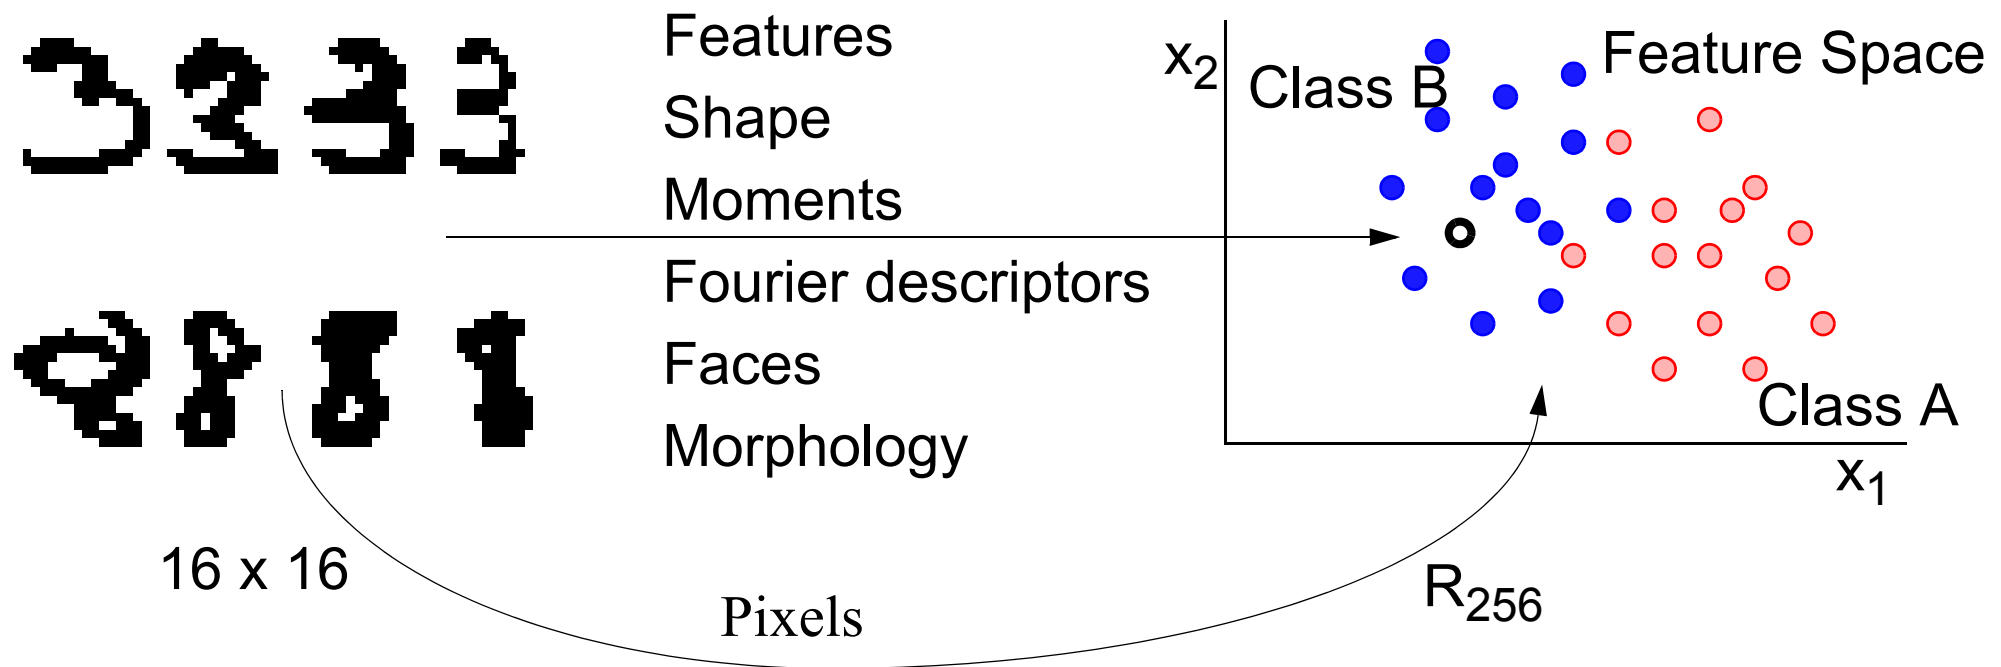 Features
Shape
Moments
Fourier descriptors
Faces
Morphology
16 x 16
Pixels
R256
x2
Class B
Feature Space
Class A
x1